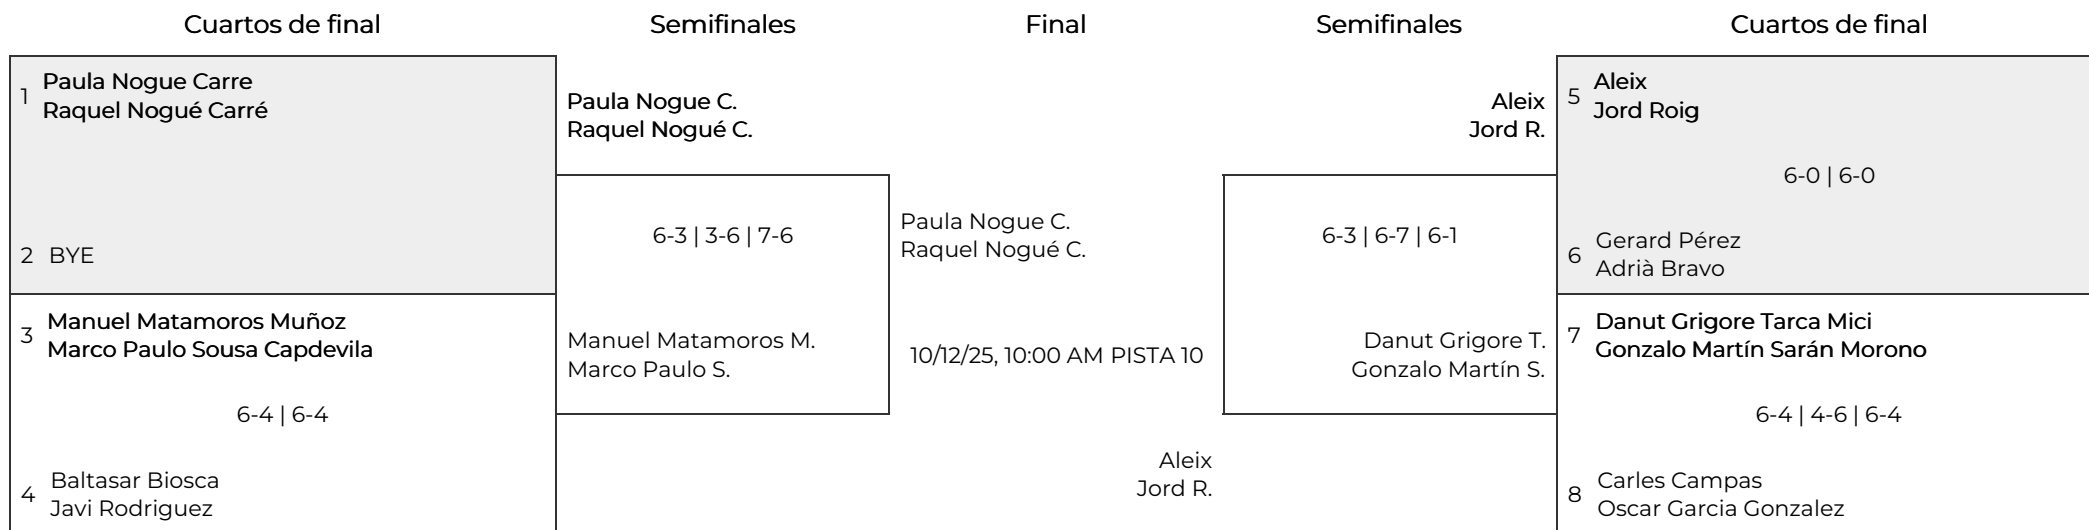 Cuartos de final
Semifinales
Final
Semifinales
Cuartos de final
1
Paula Nogue Carre
Raquel Nogué Carré
2 BYE
3
Manuel Matamoros Muñoz
Marco Paulo Sousa Capdevila
6-4 | 6-4
4
Baltasar Biosca
Javi Rodriguez
Paula Nogue C.
Raquel Nogué C.
6-3 | 3-6 | 7-6
Manuel Matamoros M.
Marco Paulo S.
Paula Nogue C.
Raquel Nogué C.
10/12/25, 10:00 AM PISTA 10
Aleix
Jord R.
Aleix
Jord R.
6-3 | 6-7 | 6-1
Danut Grigore T.
Gonzalo Martín S.
5
Aleix
Jord Roig
6-0 | 6-0
6
Gerard Pérez
Adrià Bravo
7
Danut Grigore Tarca Mici
Gonzalo Martín Sarán Morono
6-4 | 4-6 | 6-4
8
Carles Campas
Oscar Garcia Gonzalez